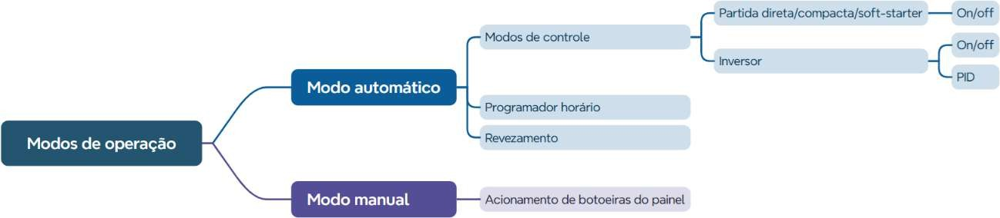 Modos de operação
Modo automático
Modos de controle
Partida direta/compacta/soft-starter
On/off
Inversor
On/off
PID
Programador horário
Revezamento
Modo manual
Acionamento de botoeiras do painel